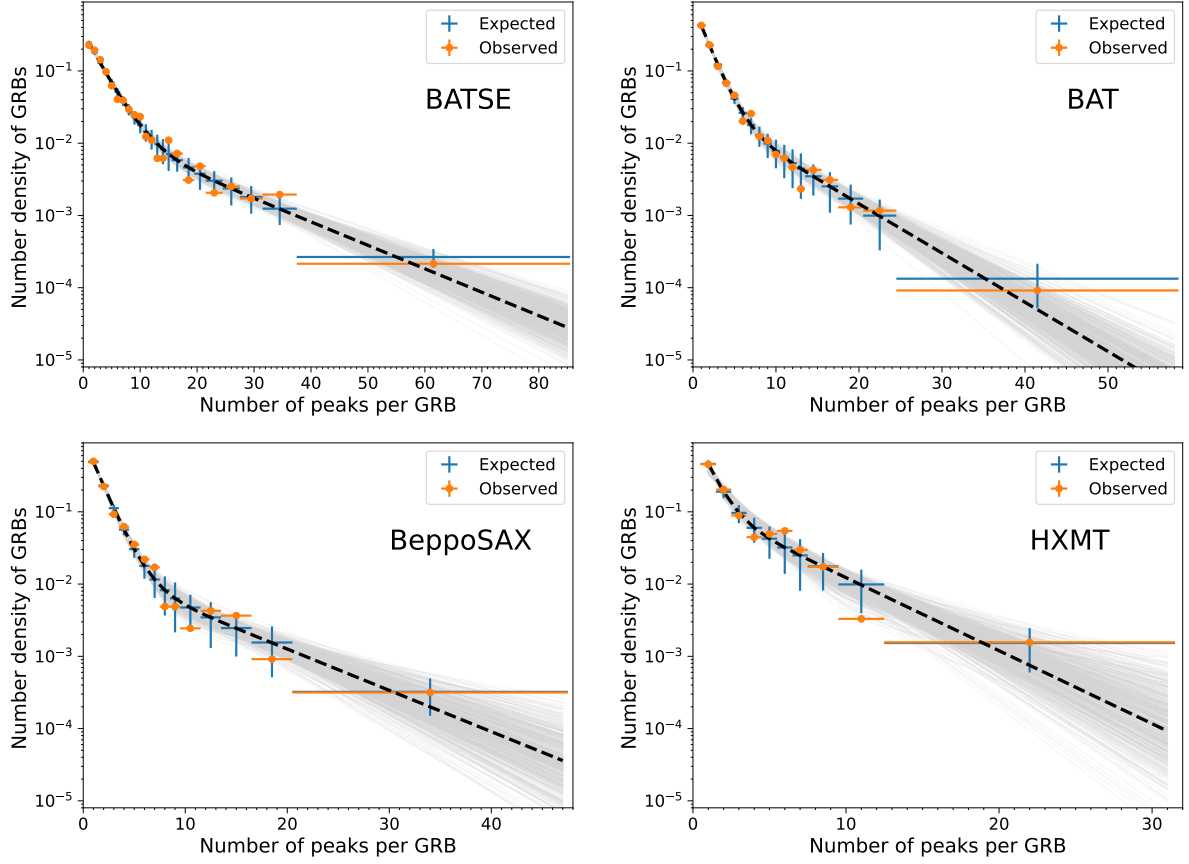 Number density of GRBs
10⁻¹
10⁻²
10⁻³
10⁻⁴
10⁻⁵
Expected
Observed
BATSE
0 10 20 30 40 50 60 70 80
Number of peaks per GRB
Number density of GRBs
10⁻¹
10⁻²
10⁻³
10⁻⁴
10⁻⁵
Expected
Observed
BAT
0 10 20 30 40 50
Number of peaks per GRB
Number density of GRBs
10⁻¹
10⁻²
10⁻³
10⁻⁴
10⁻⁵
Expected
Observed
BeppoSAX
0 10 20 30 40
Number of peaks per GRB
Number density of GRBs
10⁻¹
10⁻²
10⁻³
10⁻⁴
10⁻⁵
Expected
Observed
HXMT
0 10 20 30
Number of peaks per GRB